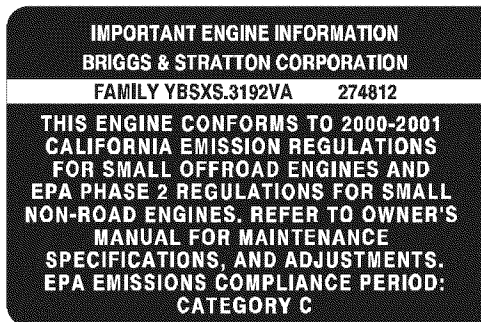 IMPORTANT ENGINE INFORMATION
BRIGGS & STRATTON CORPORATION
FAMILY YBSXS.3192VA 274812
THIS ENGINE CONFORMS TO 2000-2001
CALIFORNIA EMISSION REGULATIONS
FOR SMALL OFFROAD ENGINES AND
EPA PHASE 2 REGULATIONS FOR SMALL
NON-ROAD ENGINES. REFER TO OWNER'S
MANUAL FOR MAINTENANCE
SPECIFICATIONS, AND ADJUSTMENTS.
EPA EMISSIONS COMPLIANCE PERIOD:
CATEGORY C